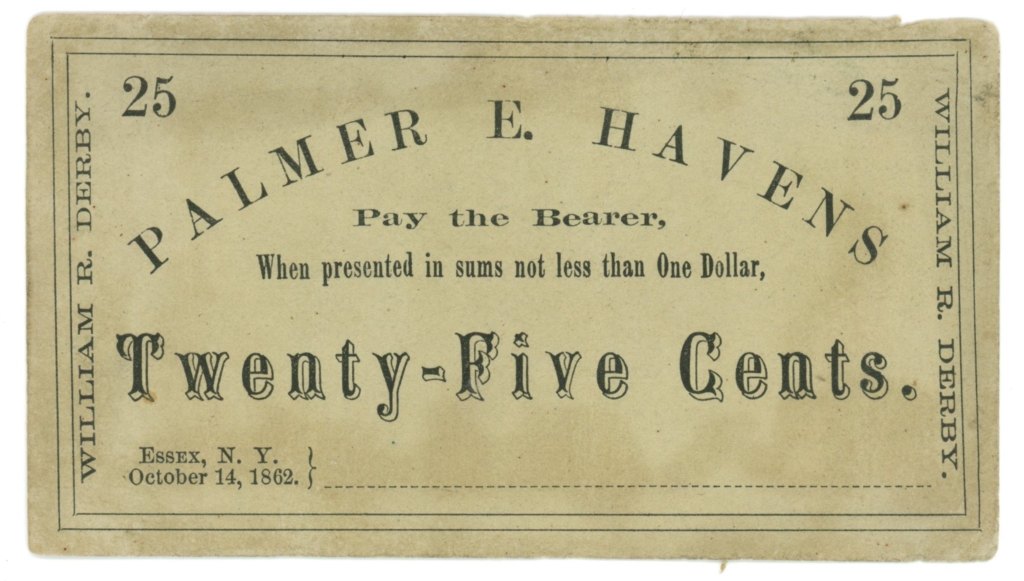 25
25
PALMER E. HAVENS
Pay the Bearer,
When presented in sums not less than One Dollar,
Twenty-Five Cents.
ESSEX, N. Y.
October 14, 1862.
WILLIAM R. DERBY.
WILLIAM R. DERBY.